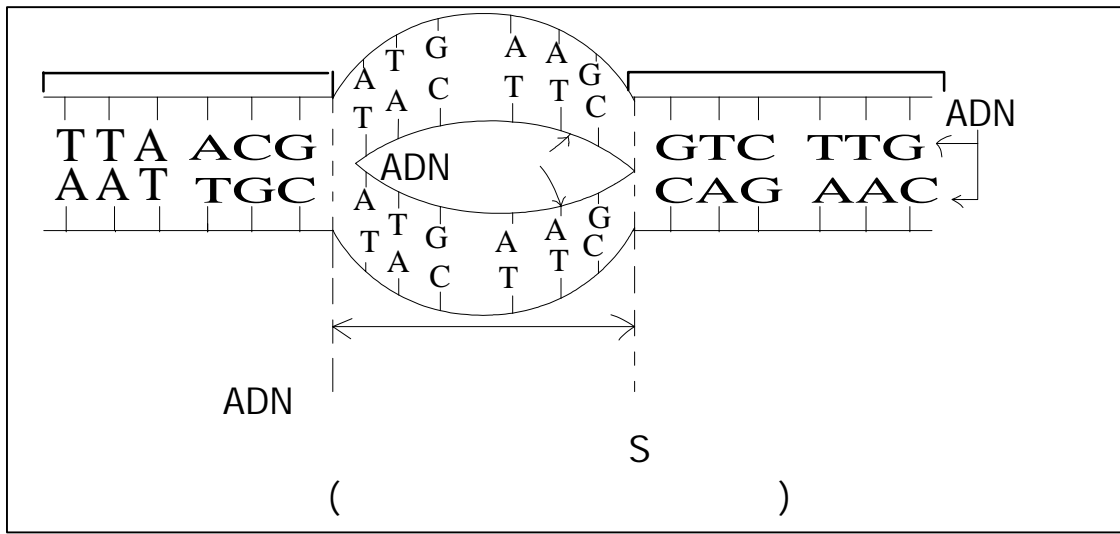 A T G A A G
T A C T T C
TTA ACG GTC TTG ADN
AAT TGC ADN CAG AAC
A T G A A G
T A C T T C
ADN
S
( )